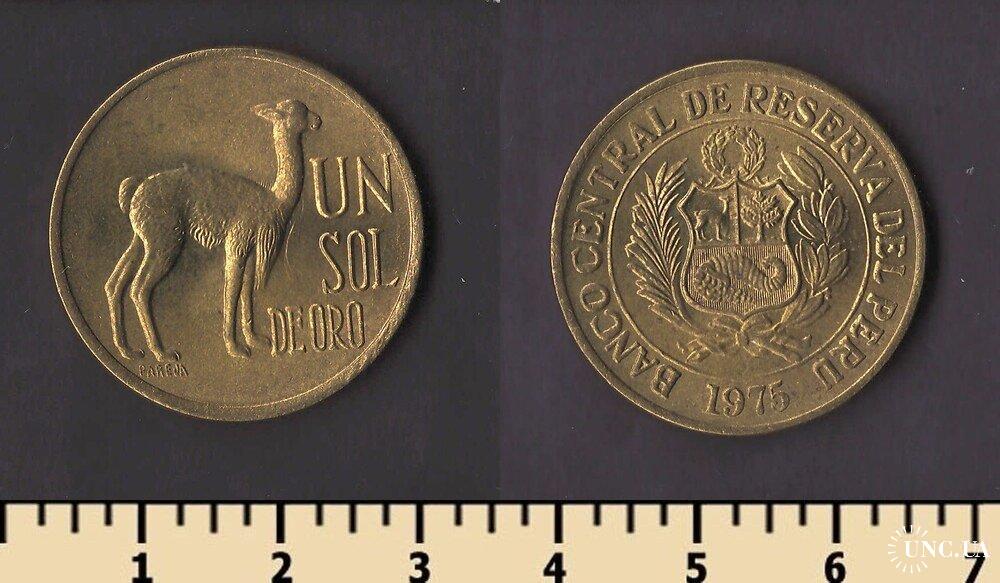 UN
SOL
DE ORO
PAREJA
BANCO CENTRAL DE RESERVA DEL PERU
1975
1 2 3 4 5 6 7
UNC.UA